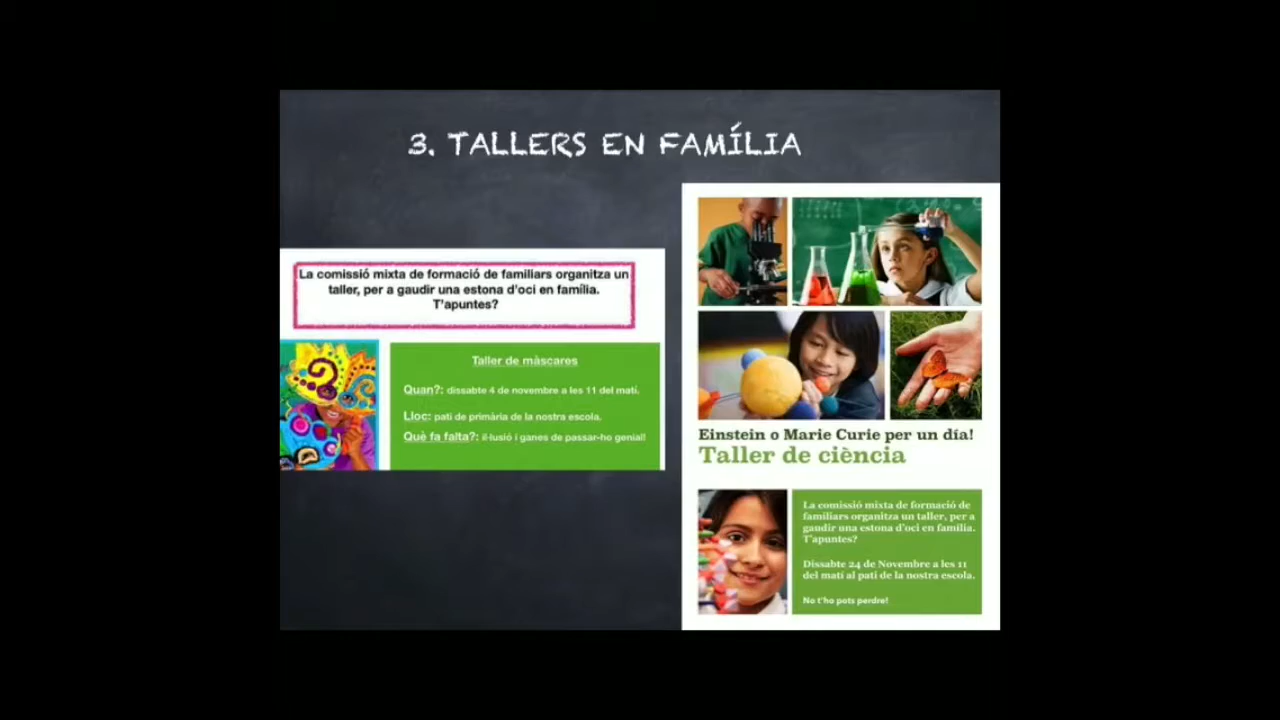 3. TALLERS EN FAMÍLIA
La comissió mixta de formació de familiars organitza un
taller, per a gaudir una estona d'oci en família.
T'apuntes?
Taller de màscares
Quan?: dissabte 4 de novembre a les 11 del matí.
Lloc: pati de primària de la nostra escola.
Què fa falta?: il·lusió i ganes de passar-ho genial!
Einstein o Marie Curie per un día!
Taller de ciència
La comissió mixta de formació de
familiars organitza un taller, per a
gaudir una estona d'oci en família.
T'apuntes?
Dissabte 24 de Novembre a les 11
del matí al pati de la nostra escola.
No t'ho pots perdre!